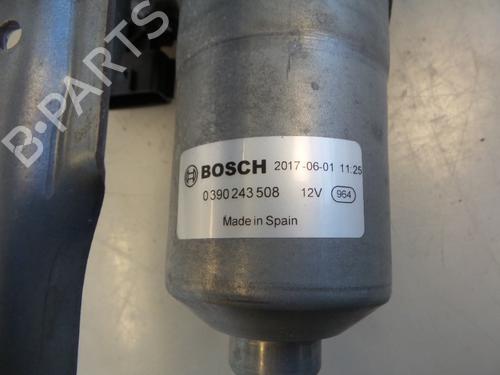 B-PARTS
BOSCH 2017-06-01 11:25
0 390 243 508 12V 964
Made in Spain